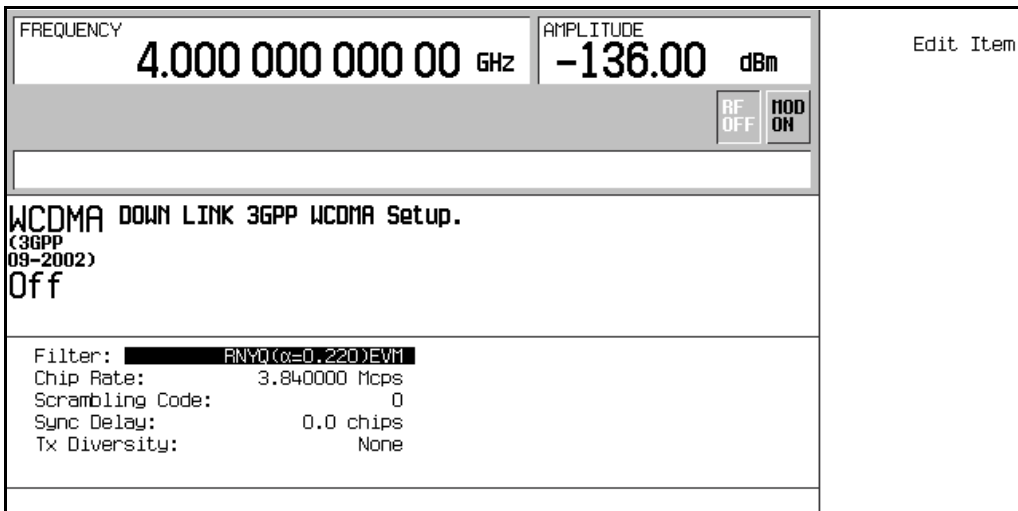 FREQUENCY
4.000 000 000 00 GHz
AMPLITUDE
-136.00 dBm
RF
OFF
MOD
ON
Edit Item
WCDMA DOWN LINK 3GPP WCDMA Setup.
(3GPP
09-2002)
Off
Filter: RNYQ(α=0.220)EVM
Chip Rate: 3.840000 Mcps
Scrambling Code: 0
Sync Delay: 0.0 chips
Tx Diversity: None